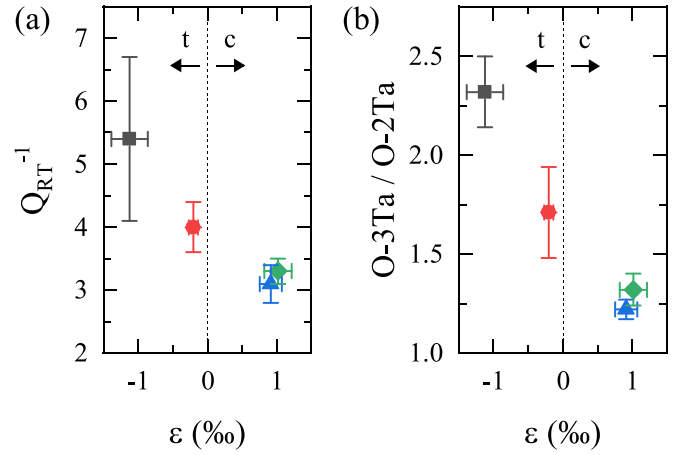 (a)
t c
7
6
5
4
3
2
Q_RT^-1
-1 0 1
ε (‰)
(b)
t c
2.5
2.0
1.5
1.0
O-3Ta / O-2Ta
-1 0 1
ε (‰)